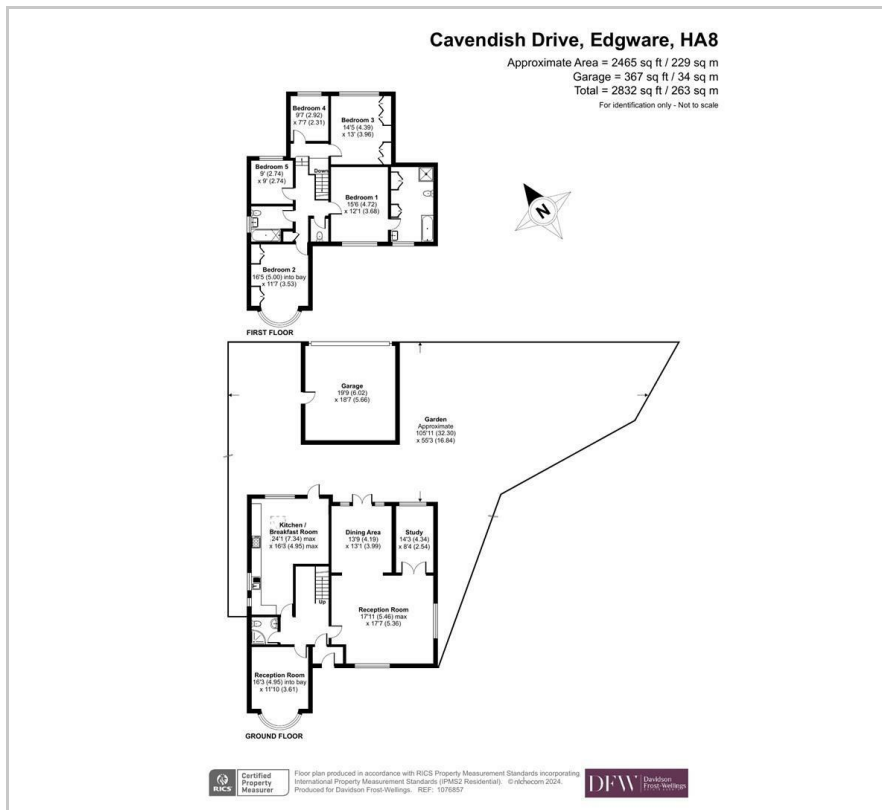 Cavendish Drive, Edgware, HA8
Approximate Area = 2465 sq ft / 229 sq m
Garage = 367 sq ft / 34 sq m
Total = 2832 sq ft / 263 sq m
For identification only - Not to scale
Bedroom 4
9'7 (2.92)
x 7'7 (2.31)
Bedroom 3
14'5 (4.39)
x 13' (3.96)
Bedroom 5
9' (2.74)
x 9' (2.74)
Down
Bedroom 1
15'6 (4.72)
x 12'1 (3.68)
N
Bedroom 2
16'5 (5.00) into bay
x 11'7 (3.53)
FIRST FLOOR
Garage
19'9 (6.02)
x 18'7 (5.66)
Garden
Approximate
105'11 (32.30)
x 55'3 (16.84)
Kitchen /
Breakfast Room
24'1 (7.34) max
x 16'3 (4.95) max
Dining Area
13'9 (4.19)
x 13'1 (3.99)
Study
14'3 (4.34)
x 8'4 (2.54)
Up
Reception Room
17'11 (5.46) max
x 17'7 (5.36)
Reception Room
16'3 (4.95) into bay
x 11'10 (3.61)
GROUND FLOOR
RICS
Certified
Property
Measurer
Floor plan produced in accordance with RICS Property Measurement Standards incorporating
International Property Measurement Standards (IPMS2 Residential). © nichecom 2024.
Produced for Davidson Frost-Wellings. REF: 1076857
DFW
Davidson
Frost-Wellings